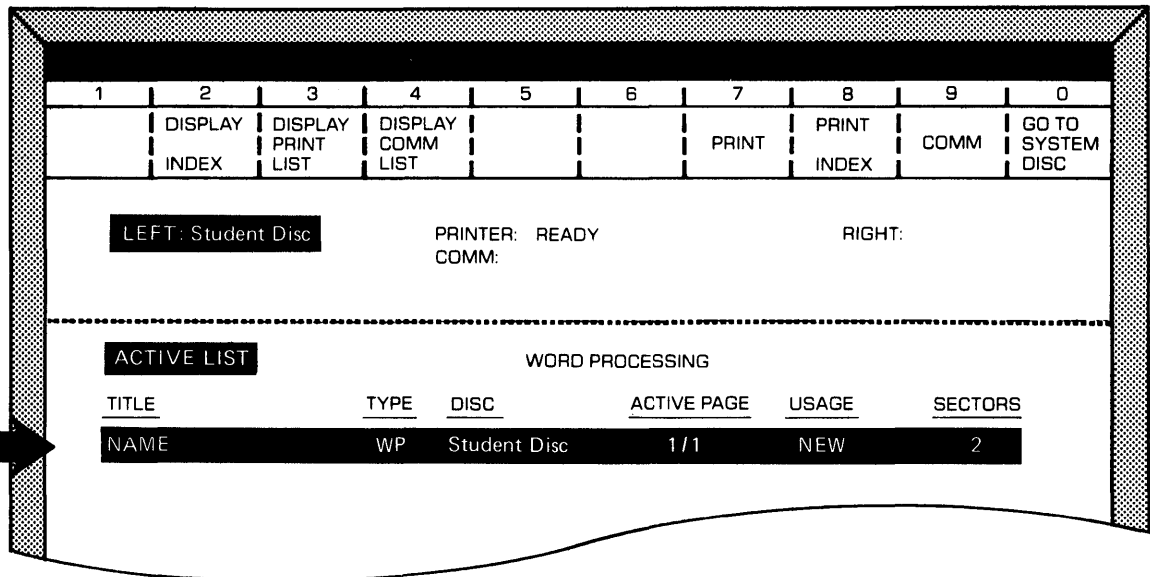 1 2 3 4 5 6 7 8 9 0
DISPLAY DISPLAY DISPLAY PRINT GO TO
PRINT COMM PRINT COMM SYSTEM
INDEX LIST LIST INDEX DISC
LEFT: Student Disc PRINTER: READY RIGHT:
COMM:
ACTIVE LIST WORD PROCESSING
TITLE TYPE DISC ACTIVE PAGE USAGE SECTORS
NAME WP Student Disc 1/1 NEW 2